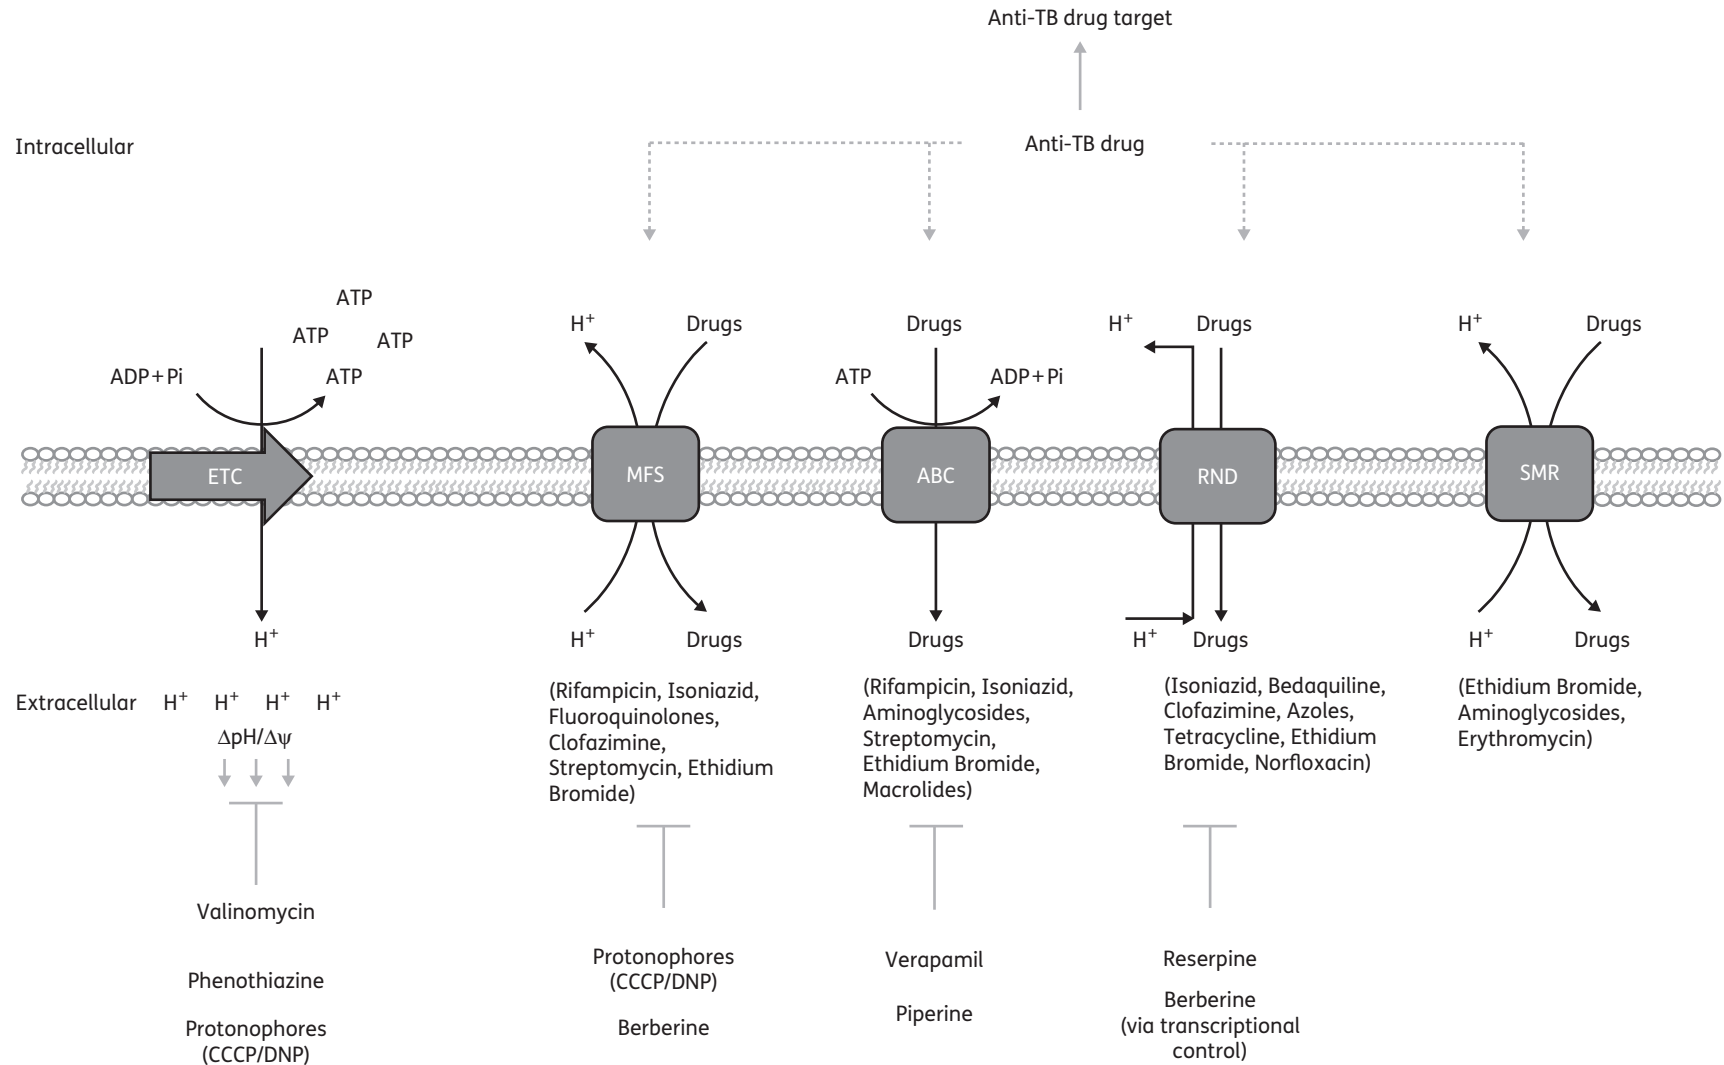 Anti-TB drug target
Intracellular
Anti-TB drug
ATP
ATP
ATP
ADP+Pi
ATP
H+
Drugs
Drugs
ATP
ADP+Pi
H+
Drugs
H+
Drugs
ETC
MFS
ABC
RND
SMR
H+
H+
Drugs
Drugs
H+
Drugs
H+
Drugs
Extracellular
H+
H+
H+
H+
ΔpH/Δψ
(Rifampicin, Isoniazid,
Fluoroquinolones,
Clofazimine,
Streptomycin, Ethidium
Bromide)
(Rifampicin, Isoniazid,
Aminoglycosides,
Streptomycin,
Ethidium Bromide,
Macrolides)
(Isoniazid, Bedaquiline,
Clofazimine, Azoles,
Tetracycline, Ethidium
Bromide, Norfloxacin)
(Ethidium Bromide,
Aminoglycosides,
Erythromycin)
Valinomycin
Phenothiazine
Protonophores
(CCCP/DNP)
Protonophores
(CCCP/DNP)
Berberine
Verapamil
Piperine
Reserpine
Berberine
(via transcriptional
control)